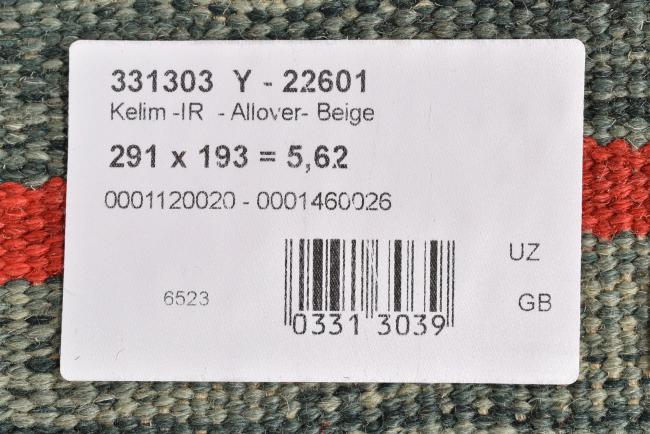 331303 Y - 22601
Kelim -IR - Allover- Beige
291 x 193 = 5,62
0001120020 - 0001460026
UZ
6523
GB
0331 3039